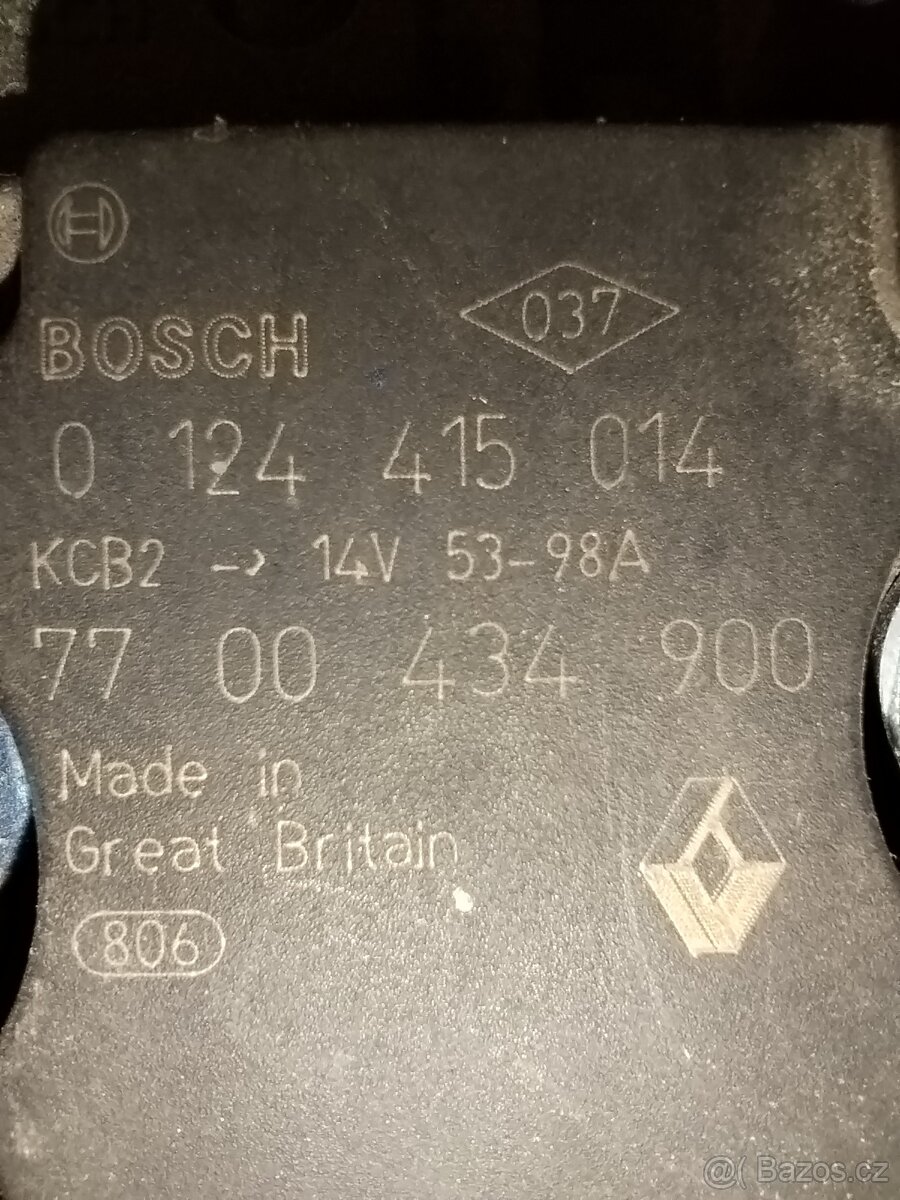 BOSCH
037
0 124 415 014
KCB2 -> 14V 53-98A
77 00 434 900
Made in
Great Britain
806
@( Bazos.cz